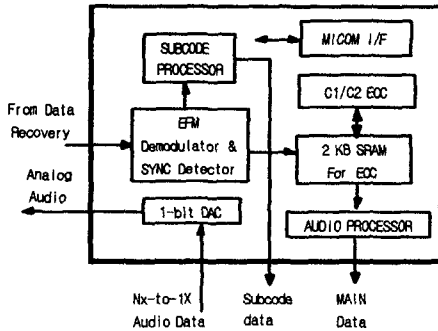 MICOM I/F
SUBCODE
PROCESSOR
C1/C2 ECC
From Data
Recovery
EFM
Demodulator &
SYNC Detector
2 KB SRAM
For ECC
Analog
Audio
1-bit DAC
AUDIO PROCESSOR
Nx-to-1X
Audio Data
Subcode
data
MAIN
Data